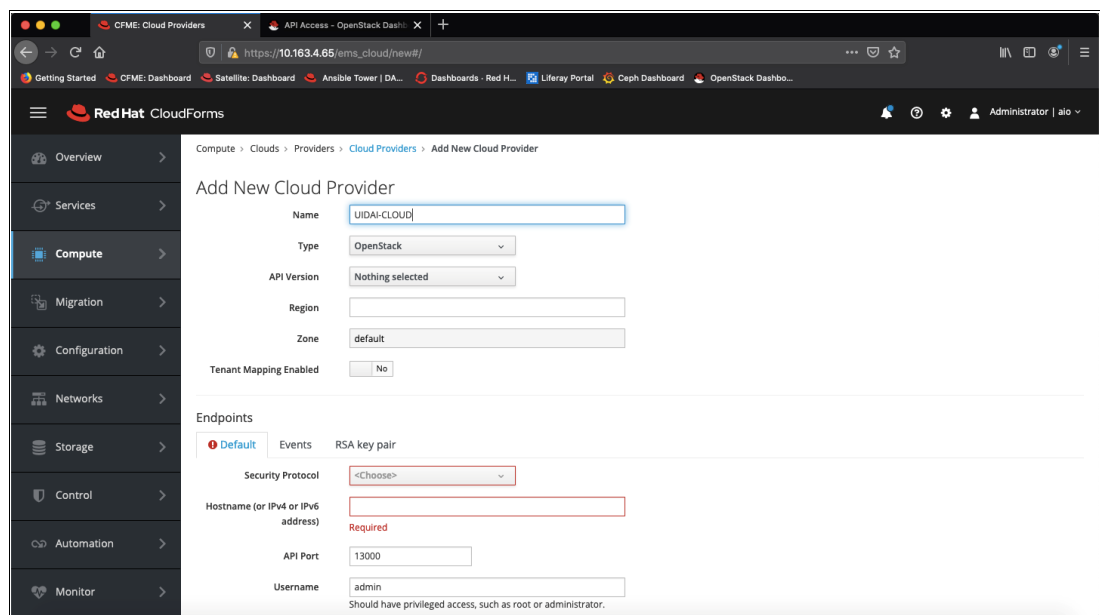 CFME: Cloud Providers
API Access - OpenStack Dashb
https://10.163.4.65/ems_cloud/new#/
Getting Started CFME: Dashboard Satellite: Dashboard Ansible Tower | DA... Dashboards - Red H... Liferay Portal Ceph Dashboard OpenStack Dashbo...
Red Hat CloudForms
Administrator | aio
Overview
Services
Compute
Migration
Configuration
Networks
Storage
Control
Automation
Monitor
Compute > Clouds > Providers > Cloud Providers > Add New Cloud Provider
Add New Cloud Provider
Name UIDAI-CLOUD
Type OpenStack
API Version Nothing selected
Region
Zone default
Tenant Mapping Enabled No
Endpoints
Default Events RSA key pair
Security Protocol <Choose>
Hostname (or IPv4 or IPv6
address)
Required
API Port 13000
Username admin
Should have privileged access, such as root or administrator.